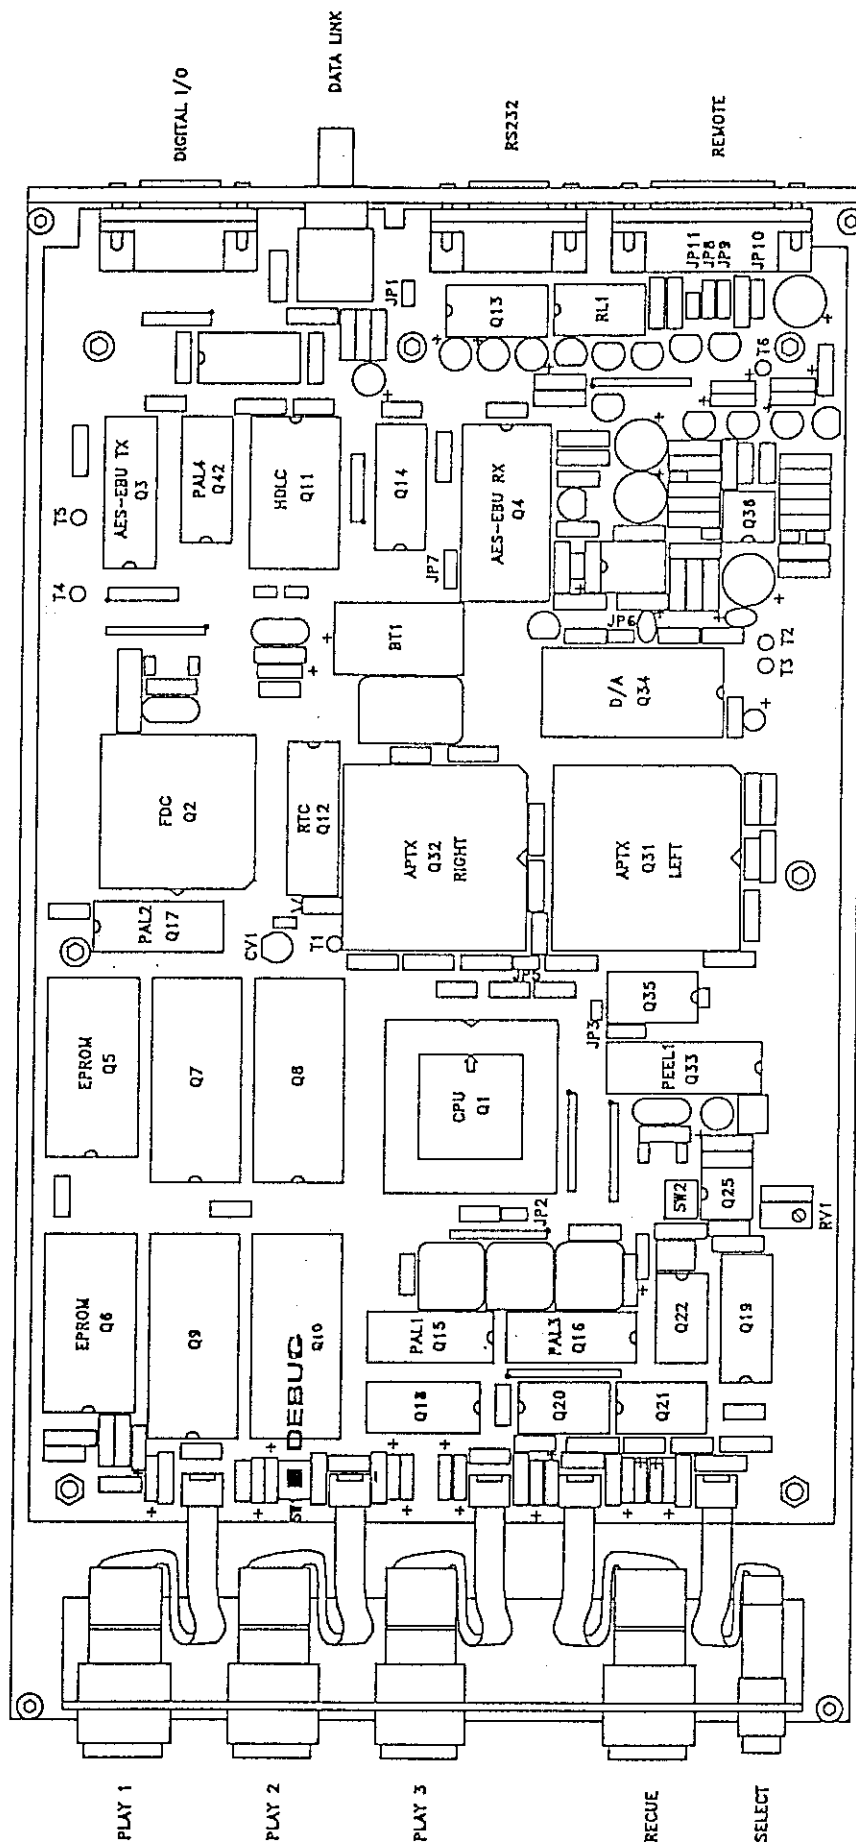 DIGITAL I/O
DATA LINK
RS232
REMOTE
JP1
JP11
JP8
JP9
JP10
Q13
RL1
T6
T5
T4
AES-EBU TX
Q3
PAL4
Q42
HDLC
Q11
Q14
JP7
AES-EBU RX
Q4
Q36
BT1
JP6
T2
T3
D/A
Q34
FDC
Q2
RTC
Q12
APTX
Q32
RIGHT
APTX
Q31
LEFT
PAL2
Q17
CV1
T1
JP5
JP3
Q35
EPROM
Q5
Q7
Q8
CPU
Q1
PEEL1
Q33
JP2
SW2
Q25
RV1
EPROM
Q6
Q9
Q10
DEBUG
PAL1
Q15
PAL3
Q16
Q22
Q19
Q18
Q20
Q21
PLAY 1
PLAY 2
PLAY 3
RECUE
SELECT